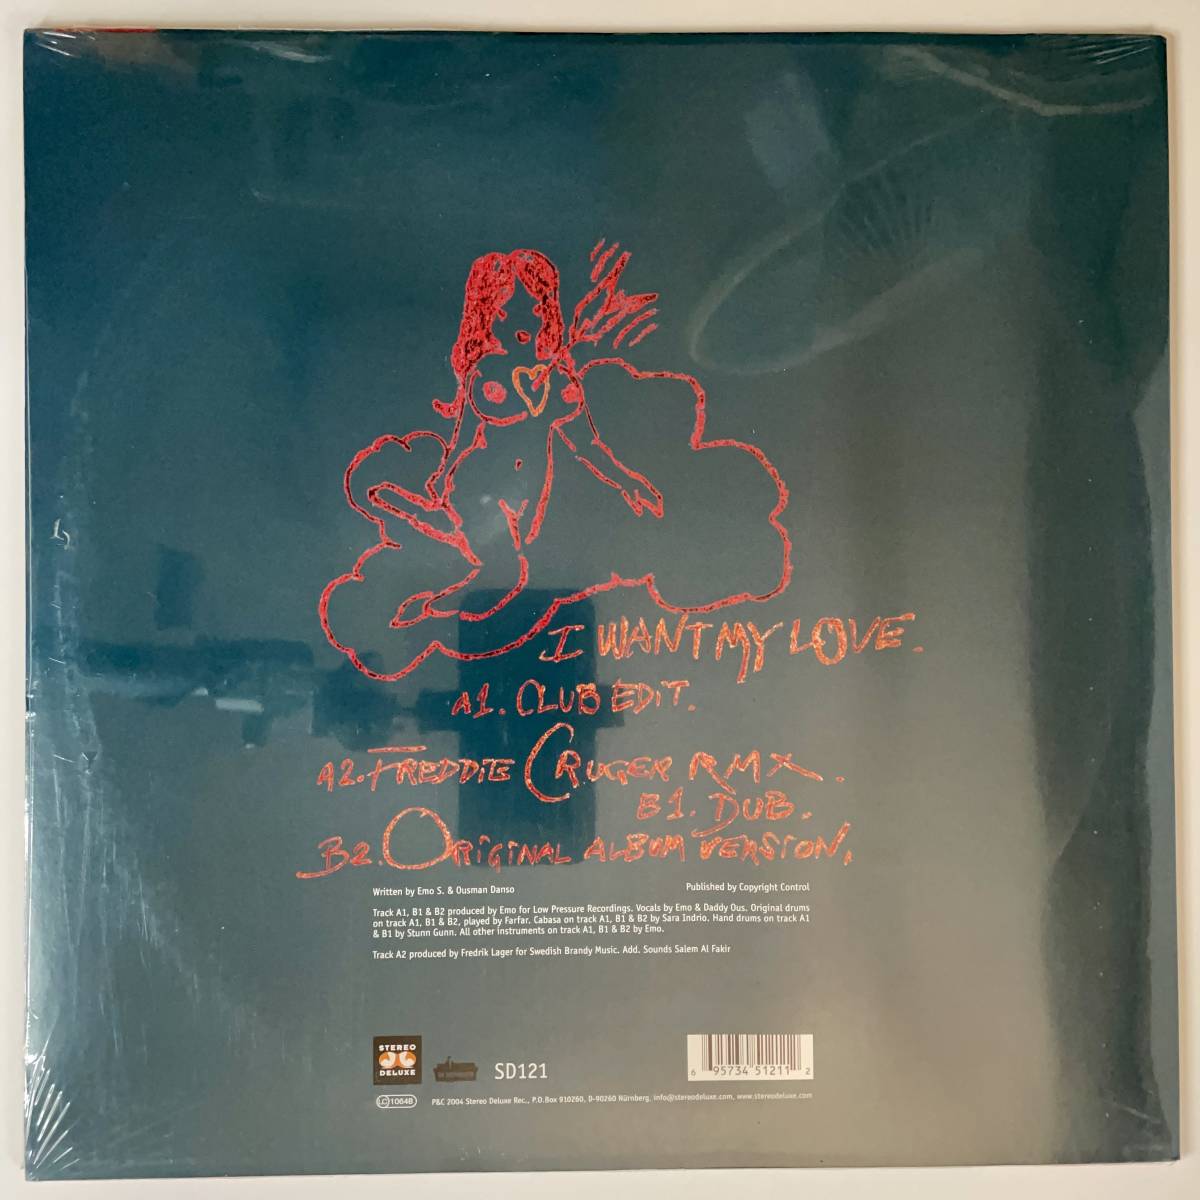 I WANT MY LOVE.
A1. CLUB EDIT.
A2. FREDDIE CRUGER RMX.
B1. DUB.
B2. ORIGINAL ALBUM VERSION.
Written by Emo S. & Ousman Danso
Published by Copyright Control
Track A1, B1 & B2 produced by Emo for Low Pressure Recordings. Vocals by Emo & Daddy Ous. Original drums
on track A1, B1 & B2, played by Farfar. Cabasa on track A1, B1 & B2 by Sara Indrio. Hand drums on track A1
& B1 by Stunn Gunn. All other instruments on track A1, B1 & B2 by Emo.
Track A2 produced by Fredrik Lager for Swedish Brandy Music. Add. Sounds Salem Al Fakir
STEREO
DELUXE
SD121
6 95734 51211 2
LC 10648
P&C 2004 Stereo Deluxe Rec., P.O.Box 910260, D-90260 Nürnberg, info@stereodeluxe.com, www.stereodeluxe.com